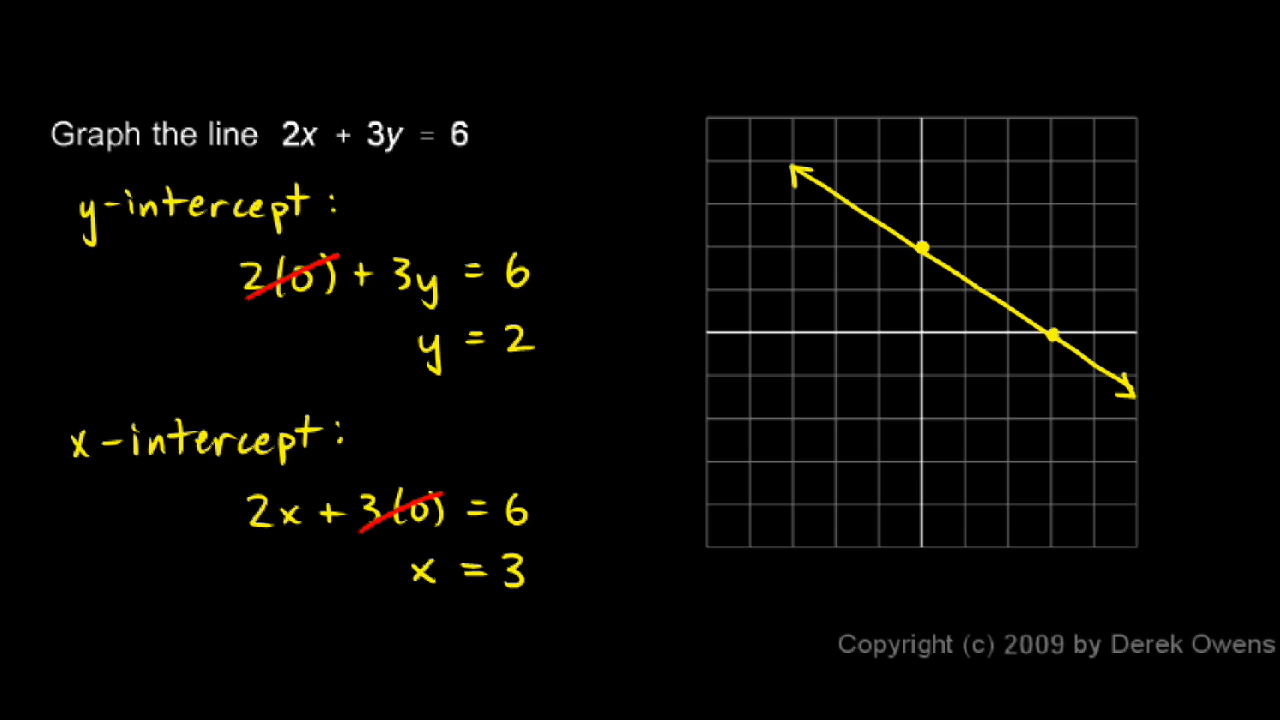 Graph the line 2x + 3y = 6
y-intercept:
2(0) + 3y = 6
y = 2
x-intercept:
2x + 3(0) = 6
x = 3
Copyright (c) 2009 by Derek Owens